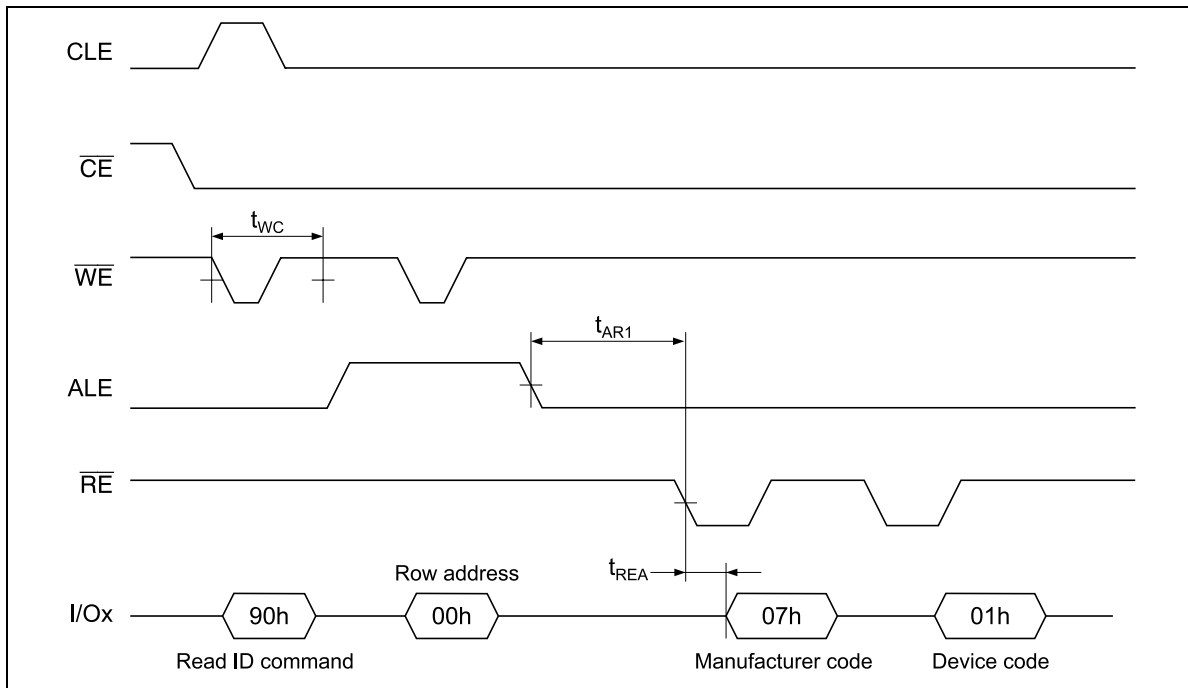 CLE
CE
tWC
WE
tAR1
ALE
RE
tREA
Row address
I/Ox 90h 00h 07h 01h
Read ID command Manufacturer code Device code